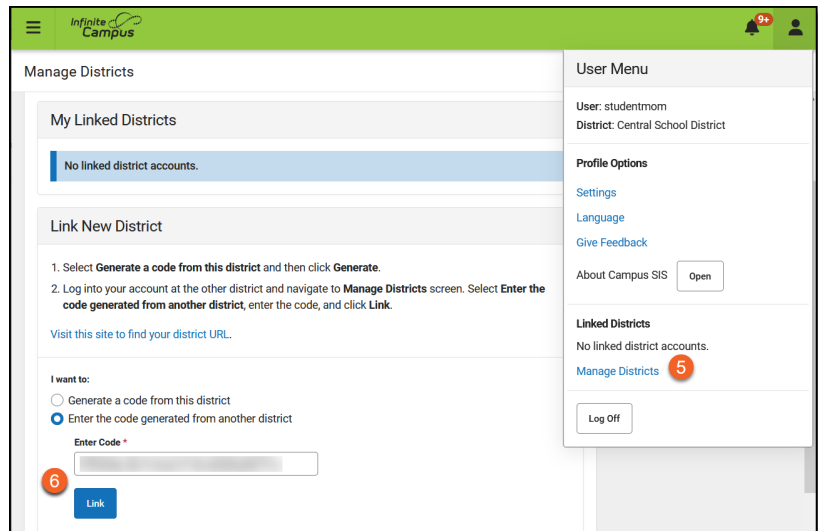 Infinite
Campus
9+
Manage Districts
My Linked Districts
No linked district accounts.
Link New District
1. Select Generate a code from this district and then click Generate.
2. Log into your account at the other district and navigate to Manage Districts screen. Select Enter the
code generated from another district, enter the code, and click Link.
Visit this site to find your district URL.
I want to:
Generate a code from this district
Enter the code generated from another district
Enter Code *
6
Link
User Menu
User: studentmom
District: Central School District
Profile Options
Settings
Language
Give Feedback
About Campus SIS Open
Linked Districts
No linked district accounts.
Manage Districts 5
Log Off